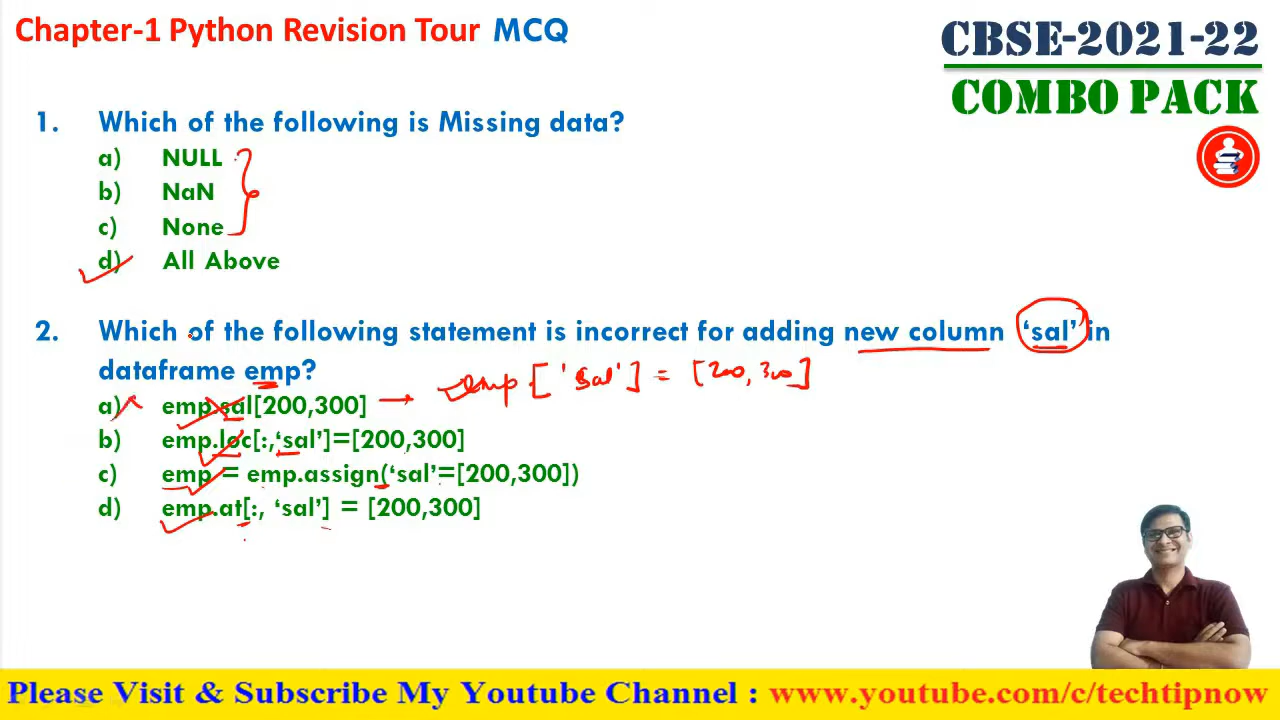 Chapter-1 Python Revision Tour MCQ
CBSE-2021-22
COMBO PACK
1. Which of the following is Missing data?
a) NULL
b) NaN
c) None
d) All Above
2. Which of the following statement is incorrect for adding new column ‘sal’ in
dataframe emp?
emp['sal'] = [200, 300]
a) emp.sal[200,300]
b) emp.loc[:,‘sal’]=[200,300]
c) emp = emp.assign(‘sal’=[200,300])
d) emp.at[:, ‘sal’] = [200,300]
Please Visit & Subscribe My Youtube Channel : www.youtube.com/c/techtipnow